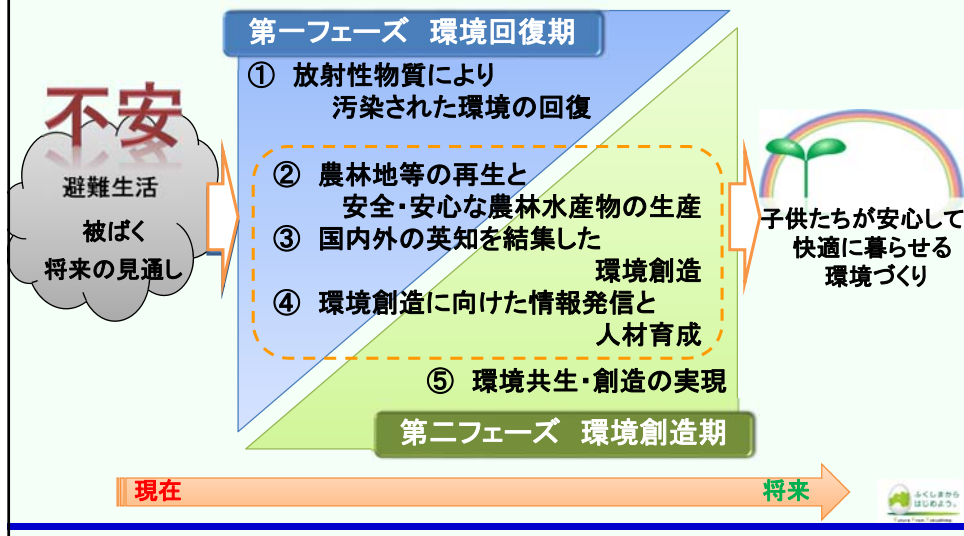 第一フェーズ 環境回復期
① 放射性物質により
汚染された環境の回復
不安
避難生活
被ばく
将来の見通し
② 農林地等の再生と
安全・安心な農林水産物の生産
③ 国内外の英知を結集した
環境創造
④ 環境創造に向けた情報発信と
人材育成
子供たちが安心して
快適に暮らせる
環境づくり
⑤ 環境共生・創造の実現
第二フェーズ 環境創造期
現在
将来
ふくしまから
はじめよう。
Future From Fukushima.